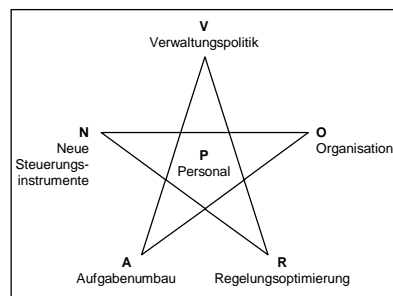 V
Verwaltungspolitik
N
Neue
Steuerungs-
instrumente
O
Organisation
P
Personal
A
Aufgabenumbau
R
Regelungsoptimierung